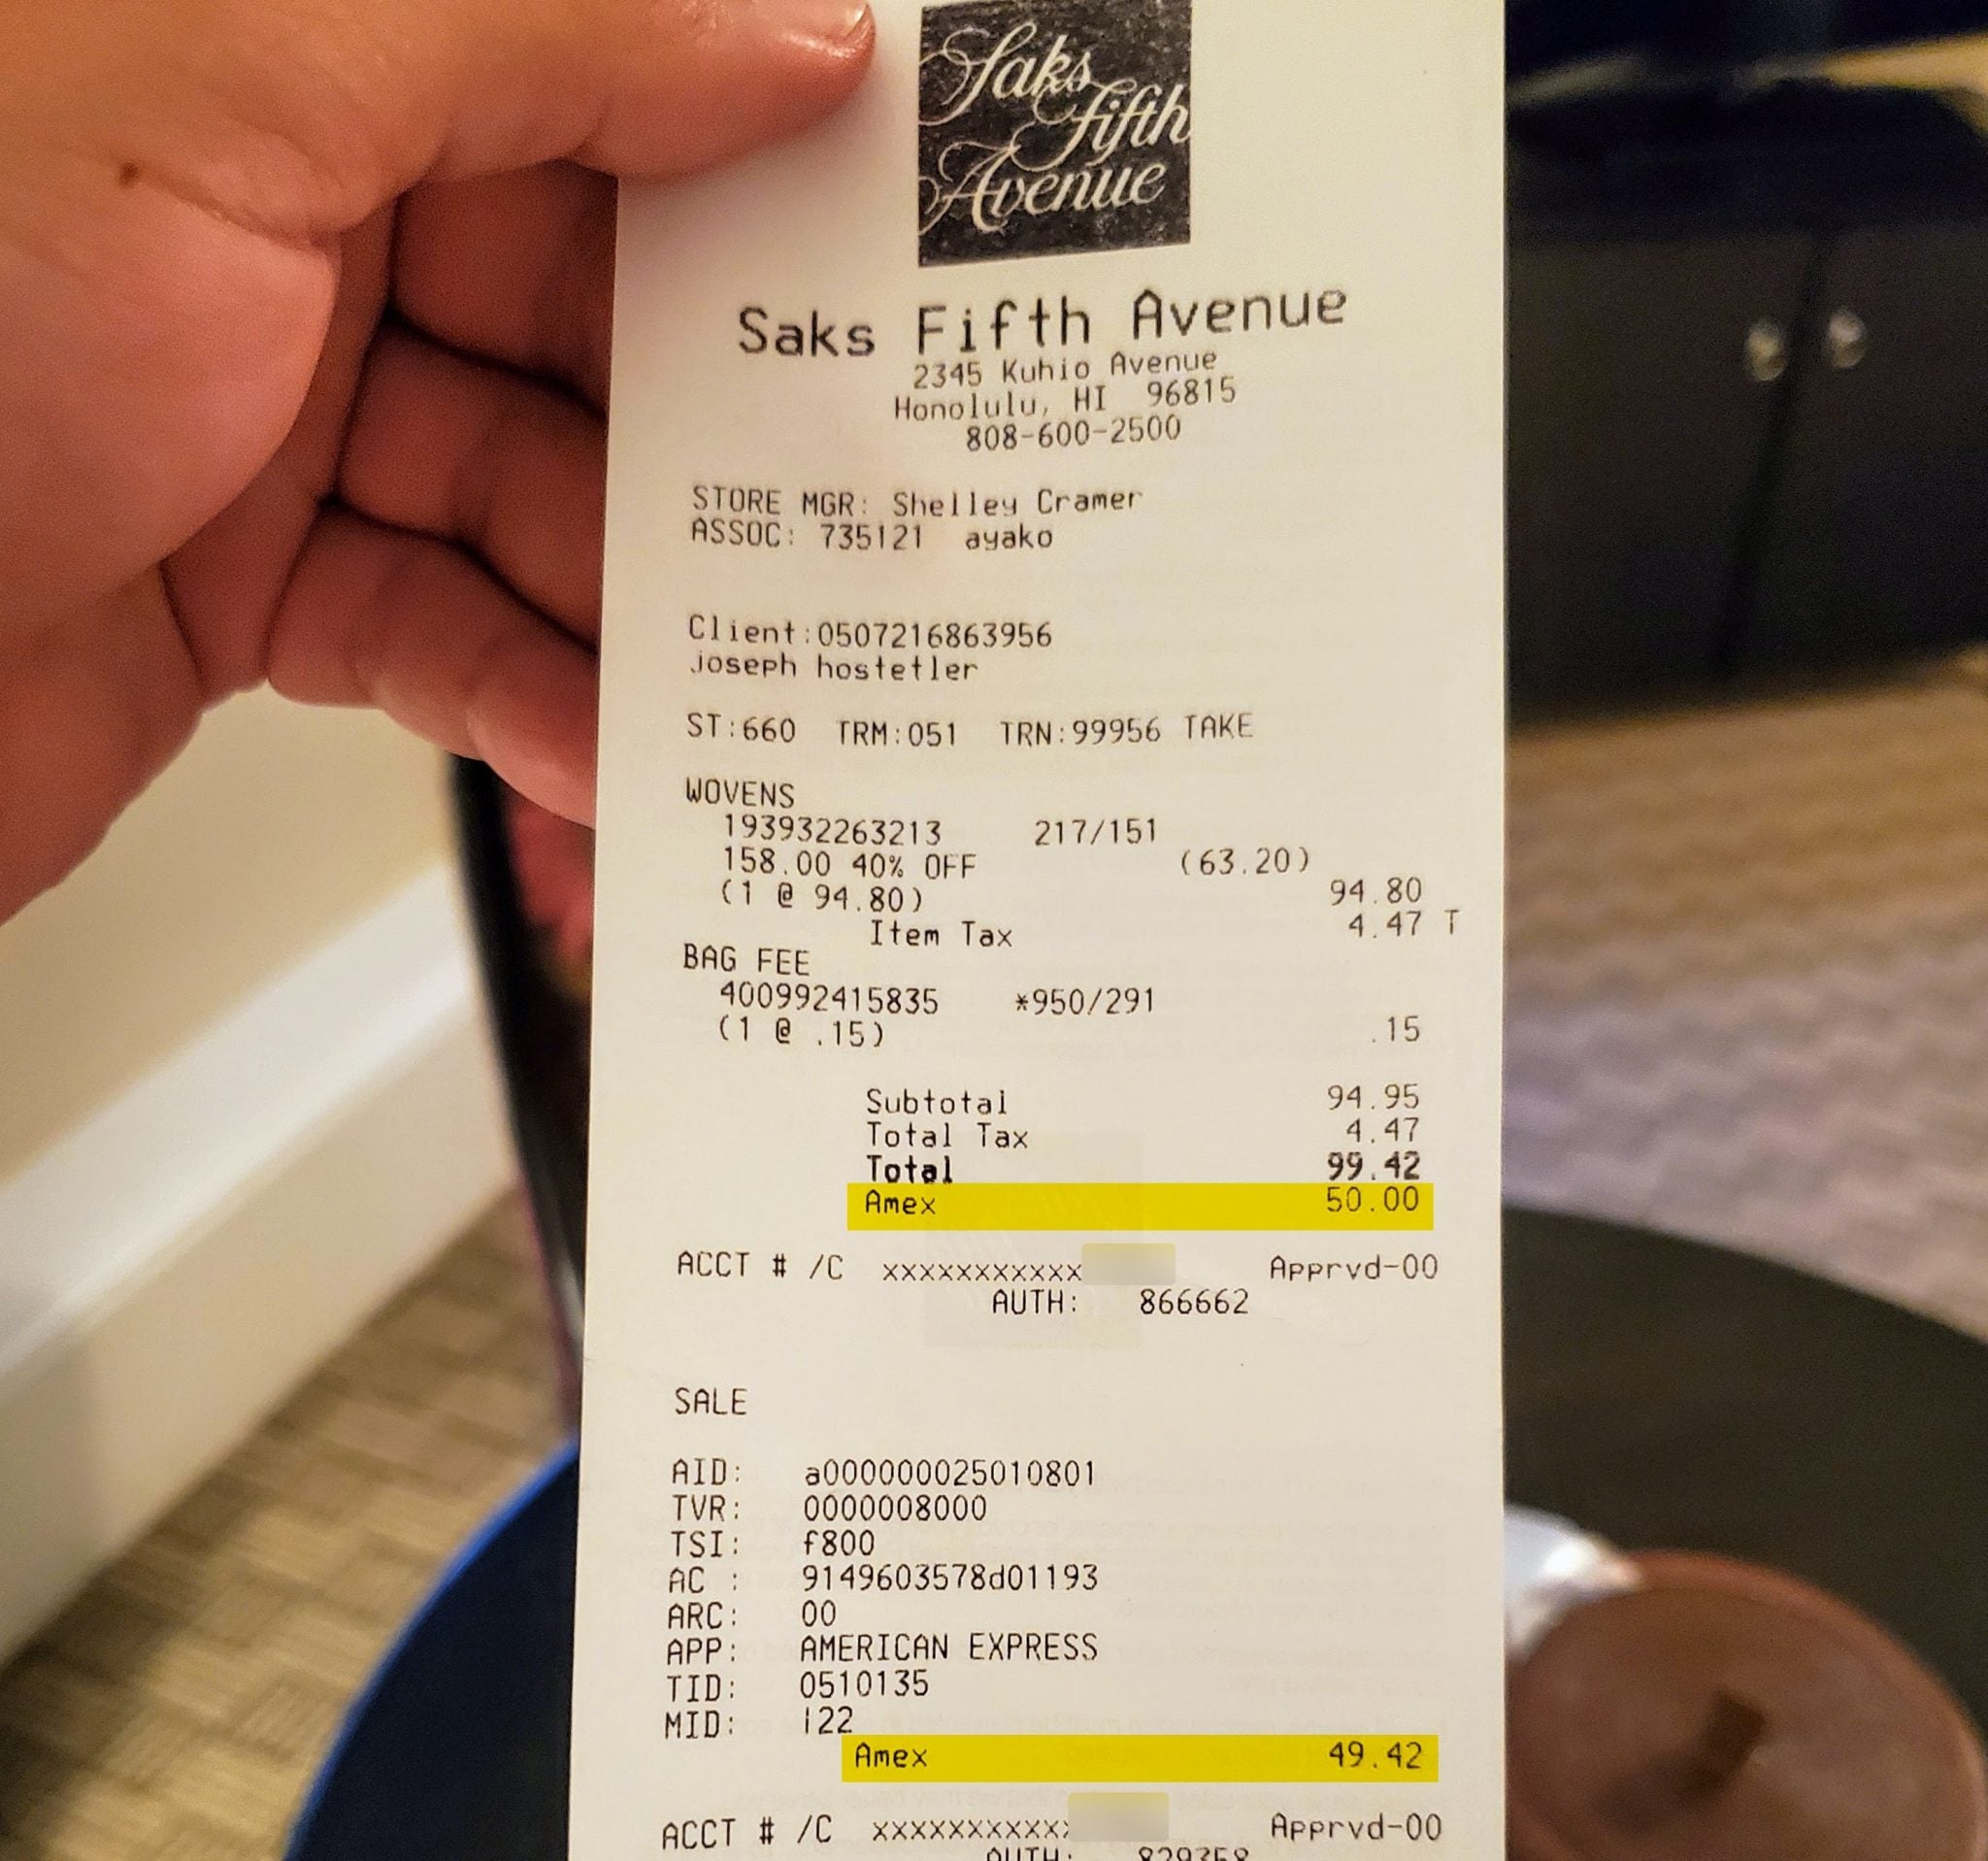 Saks
fifth
Avenue
Saks Fifth Avenue
2345 Kuhio Avenue
Honolulu, HI 96815
808-600-2500
STORE MGR: Shelley Cramer
ASSOC: 735121 ayako
Client:0507216863956
joseph hostetler
ST:660 TRM:051 TRN:99956 TAKE
WOVENS
193932263213 217/151
158.00 40% OFF (63.20)
(1 @ 94.80) 94.80
Item Tax 4.47 T
BAG FEE
400992415835 *950/291
(1 @ .15) .15
Subtotal 94.95
Total Tax 4.47
Total 99.42
Amex 50.00
ACCT # /C xxxxxxxxxxx Apprvd-00
AUTH: 866662
SALE
AID: a000000025010801
TVR: 0000008000
TSI: f800
AC : 9149603578d01193
ARC: 00
APP: AMERICAN EXPRESS
TID: 0510135
MID: i22
Amex 49.42
ACCT # /C xxxxxxxxxxx Apprvd-00
AUTH: